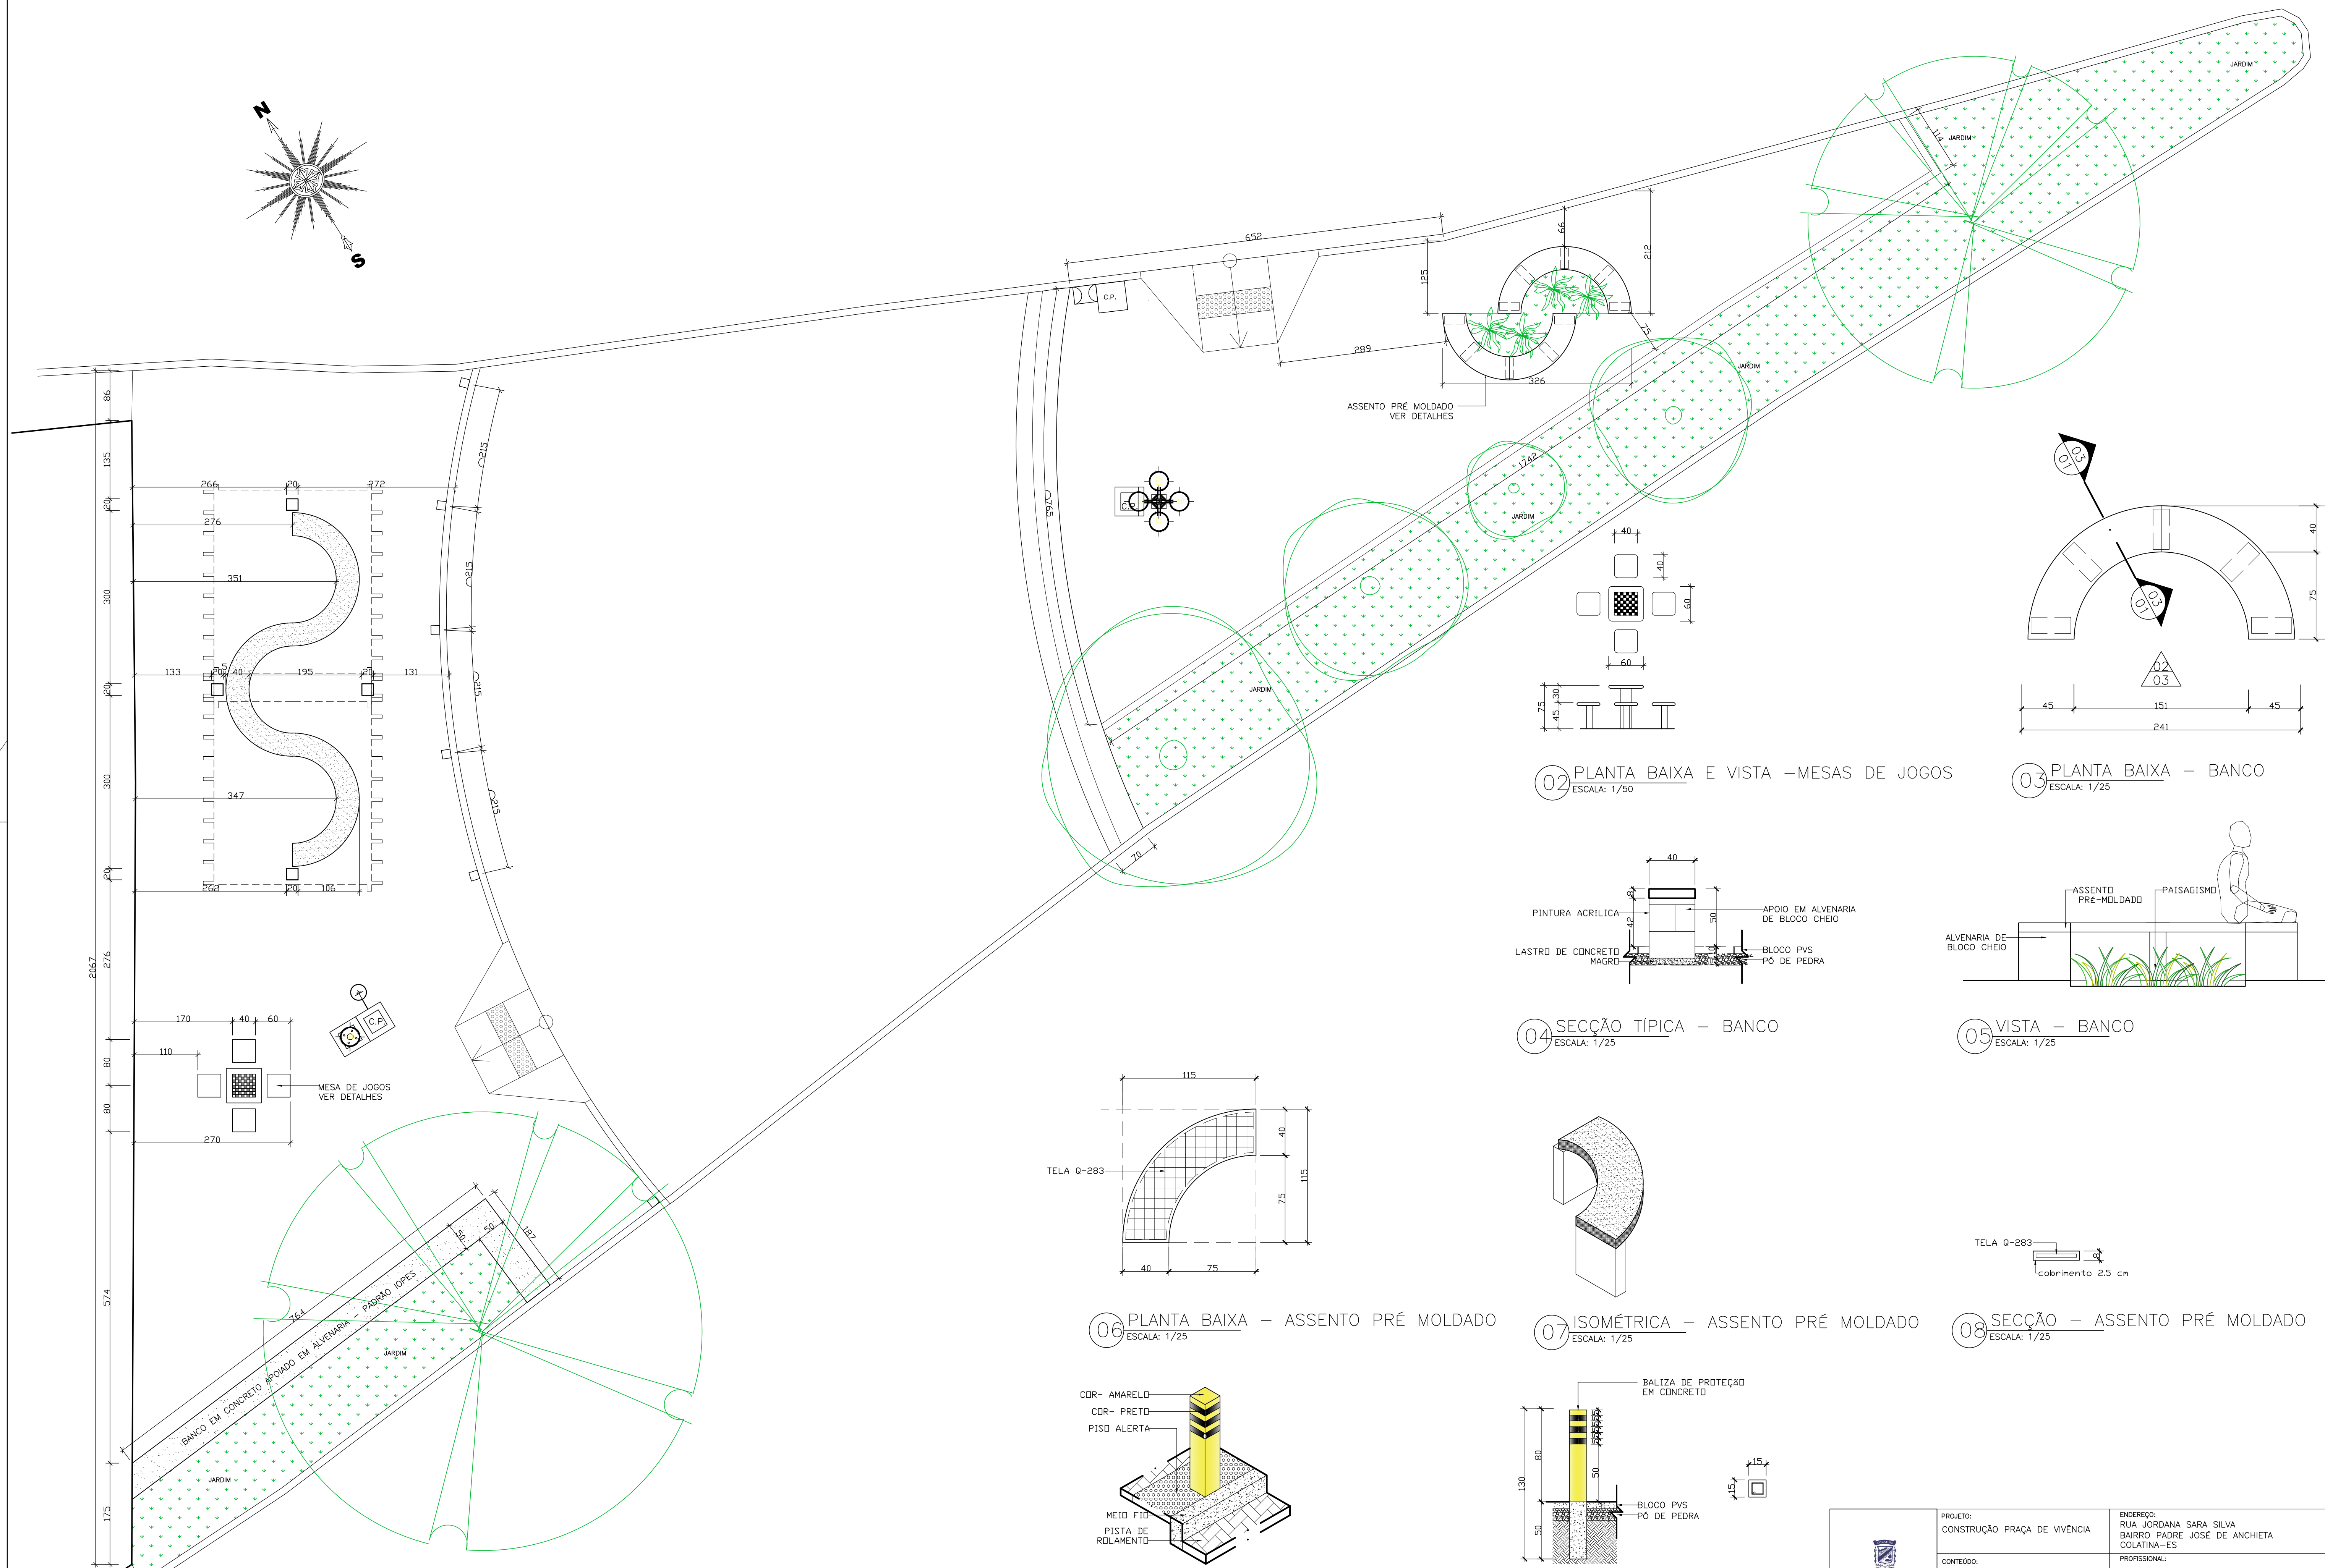 N
S
JARDIM
JARDIM
114
66
212
652
125
C.P.
289
75
JARDIM
326
ASSENTO PRÉ MOLDADO
VER DETALHES
1742
JARDIM
765
C.P.
JARDIM
70
86
135
20
300
20
300
20
276
2067
80
80
574
175
266
20
272
276
351
133
20
5
40
195
20
131
347
262
20
106
215
215
215
215
170
40
60
110
C.P.
MESA DE JOGOS
VER DETALHES
270
187
50
50
764
BANCO EM CONCRETO APOIADO EM ALVENARIA - PADRÃO IOPES
JARDIM
JARDIM
40
40
60
60
75
30
45
02 PLANTA BAIXA E VISTA -MESAS DE JOGOS
ESCALA: 1/50
03
01
03
01
40
75
02
03
45
151
45
241
03 PLANTA BAIXA - BANCO
ESCALA: 1/25
40
8
42
50
10
PINTURA ACRÍLICA
APOIO EM ALVENARIA
DE BLOCO CHEIO
LASTRO DE CONCRETO
MAGRO
BLOCO PVS
PÓ DE PEDRA
04 SECÇÃO TÍPICA - BANCO
ESCALA: 1/25
ASSENTO
PRÉ-MOLDADO
PAISAGISMO
ALVENARIA DE
BLOCO CHEIO
05 VISTA - BANCO
ESCALA: 1/25
115
TELA Q-283
40
75
115
40
75
06 PLANTA BAIXA - ASSENTO PRÉ MOLDADO
ESCALA: 1/25
07 ISOMÉTRICA - ASSENTO PRÉ MOLDADO
ESCALA: 1/25
TELA Q-283
8
cobrimento 2.5 cm
08 SECÇÃO - ASSENTO PRÉ MOLDADO
ESCALA: 1/25
COR- AMARELO
COR- PRETO
PISO ALERTA
MEIO FIO
PISTA DE
ROLAMENTO
BALIZA DE PROTEÇÃO
EM CONCRETO
130
80
50
50
15
15
BLOCO PVS
PÓ DE PEDRA
PROJETO:
CONSTRUÇÃO PRAÇA DE VIVÊNCIA
CONTEÚDO:
ENDEREÇO:
RUA JORDANA SARA SILVA
BAIRRO PADRE JOSÉ DE ANCHIETA
COLATINA-ES
PROFISSIONAL: